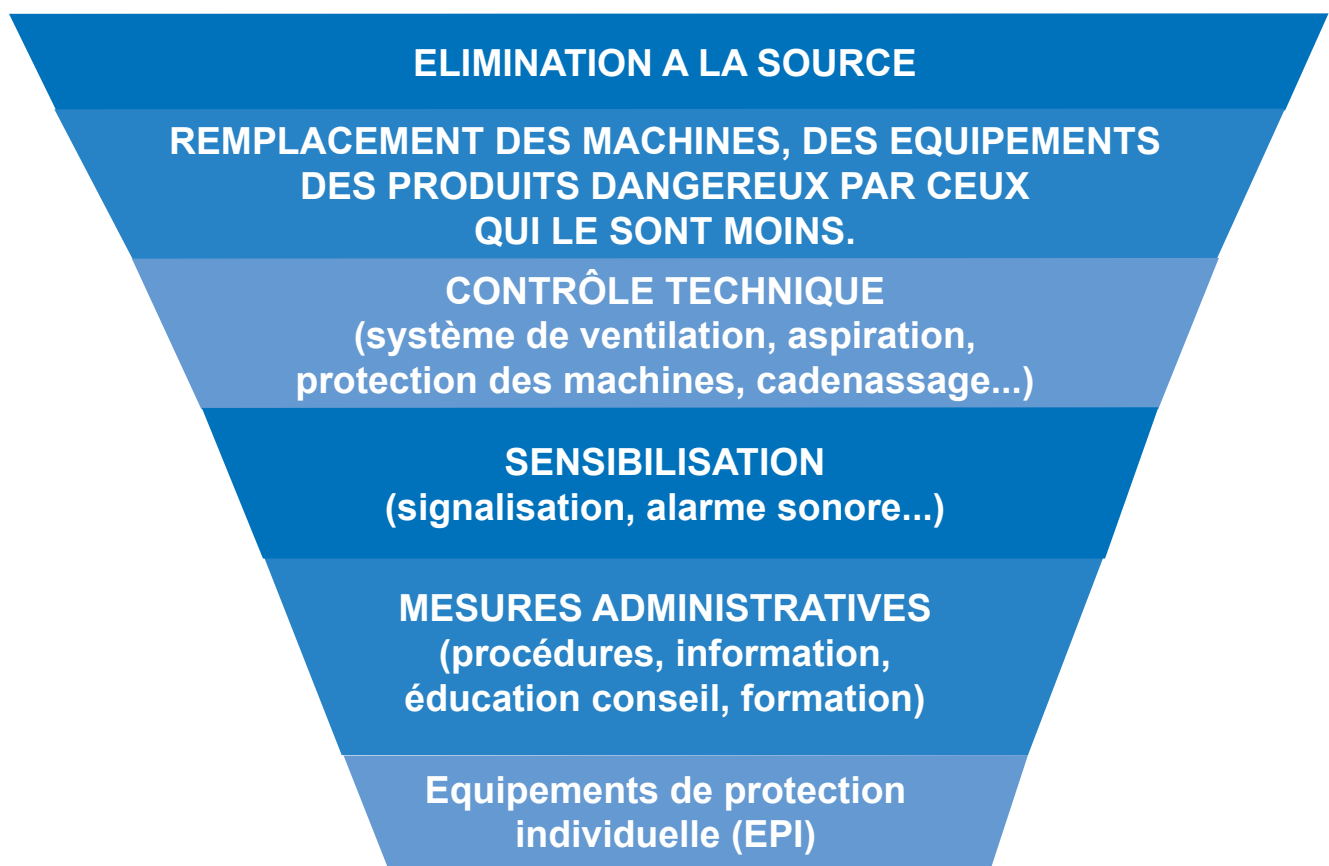 ELIMINATION A LA SOURCE
REMPLACEMENT DES MACHINES, DES EQUIPEMENTS
DES PRODUITS DANGEREUX PAR CEUX
QUI LE SONT MOINS.
CONTRÔLE TECHNIQUE
(système de ventilation, aspiration,
protection des machines, cadenassage...)
SENSIBILISATION
(signalisation, alarme sonore...)
MESURES ADMINISTRATIVES
(procédures, information,
éducation conseil, formation)
Equipements de protection
individuelle (EPI)